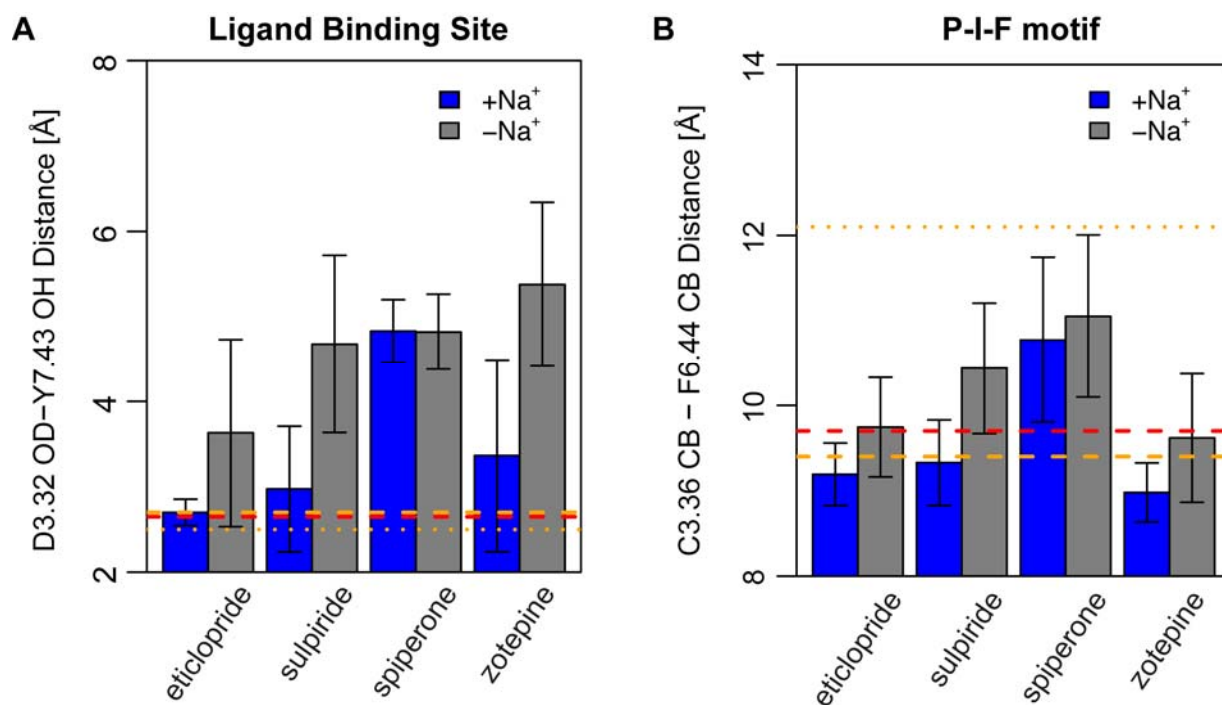 A
Ligand Binding Site
D3.32 OD−Y7.43 OH Distance [Å]
8
6
4
2
+Na⁺
−Na⁺
eticlopride
sulpiride
spiperone
zotepine
B
P-I-F motif
C3.36 CB − F6.44 CB Distance [Å]
14
12
10
8
+Na⁺
−Na⁺
eticlopride
sulpiride
spiperone
zotepine